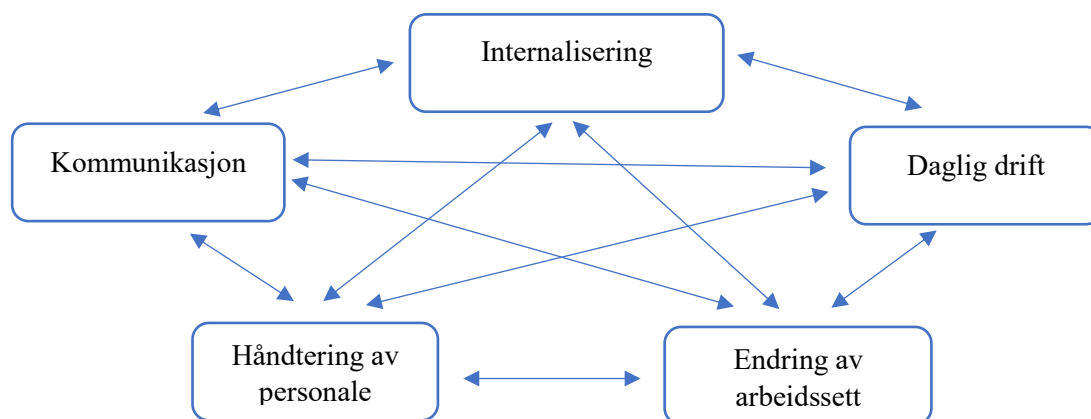 Internalisering
Kommunikasjon
Daglig drift
Håndtering av
personale
Endring av
arbeidssett